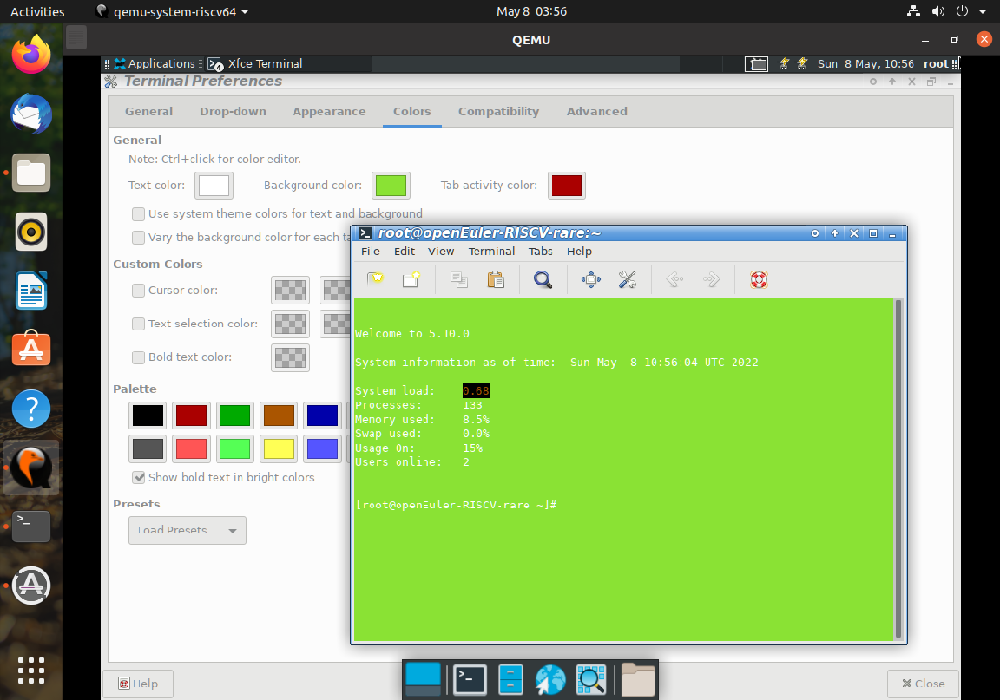 Activities
qemu-system-riscv64
May 8 03:56
QEMU
Applications
Xfce Terminal
Sun 8 May, 10:56
root
Terminal Preferences
General
Drop-down
Appearance
Colors
Compatibility
Advanced
General
Note: Ctrl+click for color editor.
Text color:
Background color:
Tab activity color:
Use system theme colors for text and background
Vary the background color for each ta
Custom Colors
Cursor color:
Text selection color:
Bold text color:
Palette
Show bold text in bright colors
Presets
Load Presets...
Help
Close
root@openEuler-RISCV-rare:~
File Edit View Terminal Tabs Help
Welcome to 5.10.0
System information as of time:  Sun May  8 10:56:04 UTC 2022
System load:    0.68
Processes:      133
Memory used:    8.5%
Swap used:      0.0%
Usage On:       15%
Users online:   2
[root@openEuler-RISCV-rare ~]#